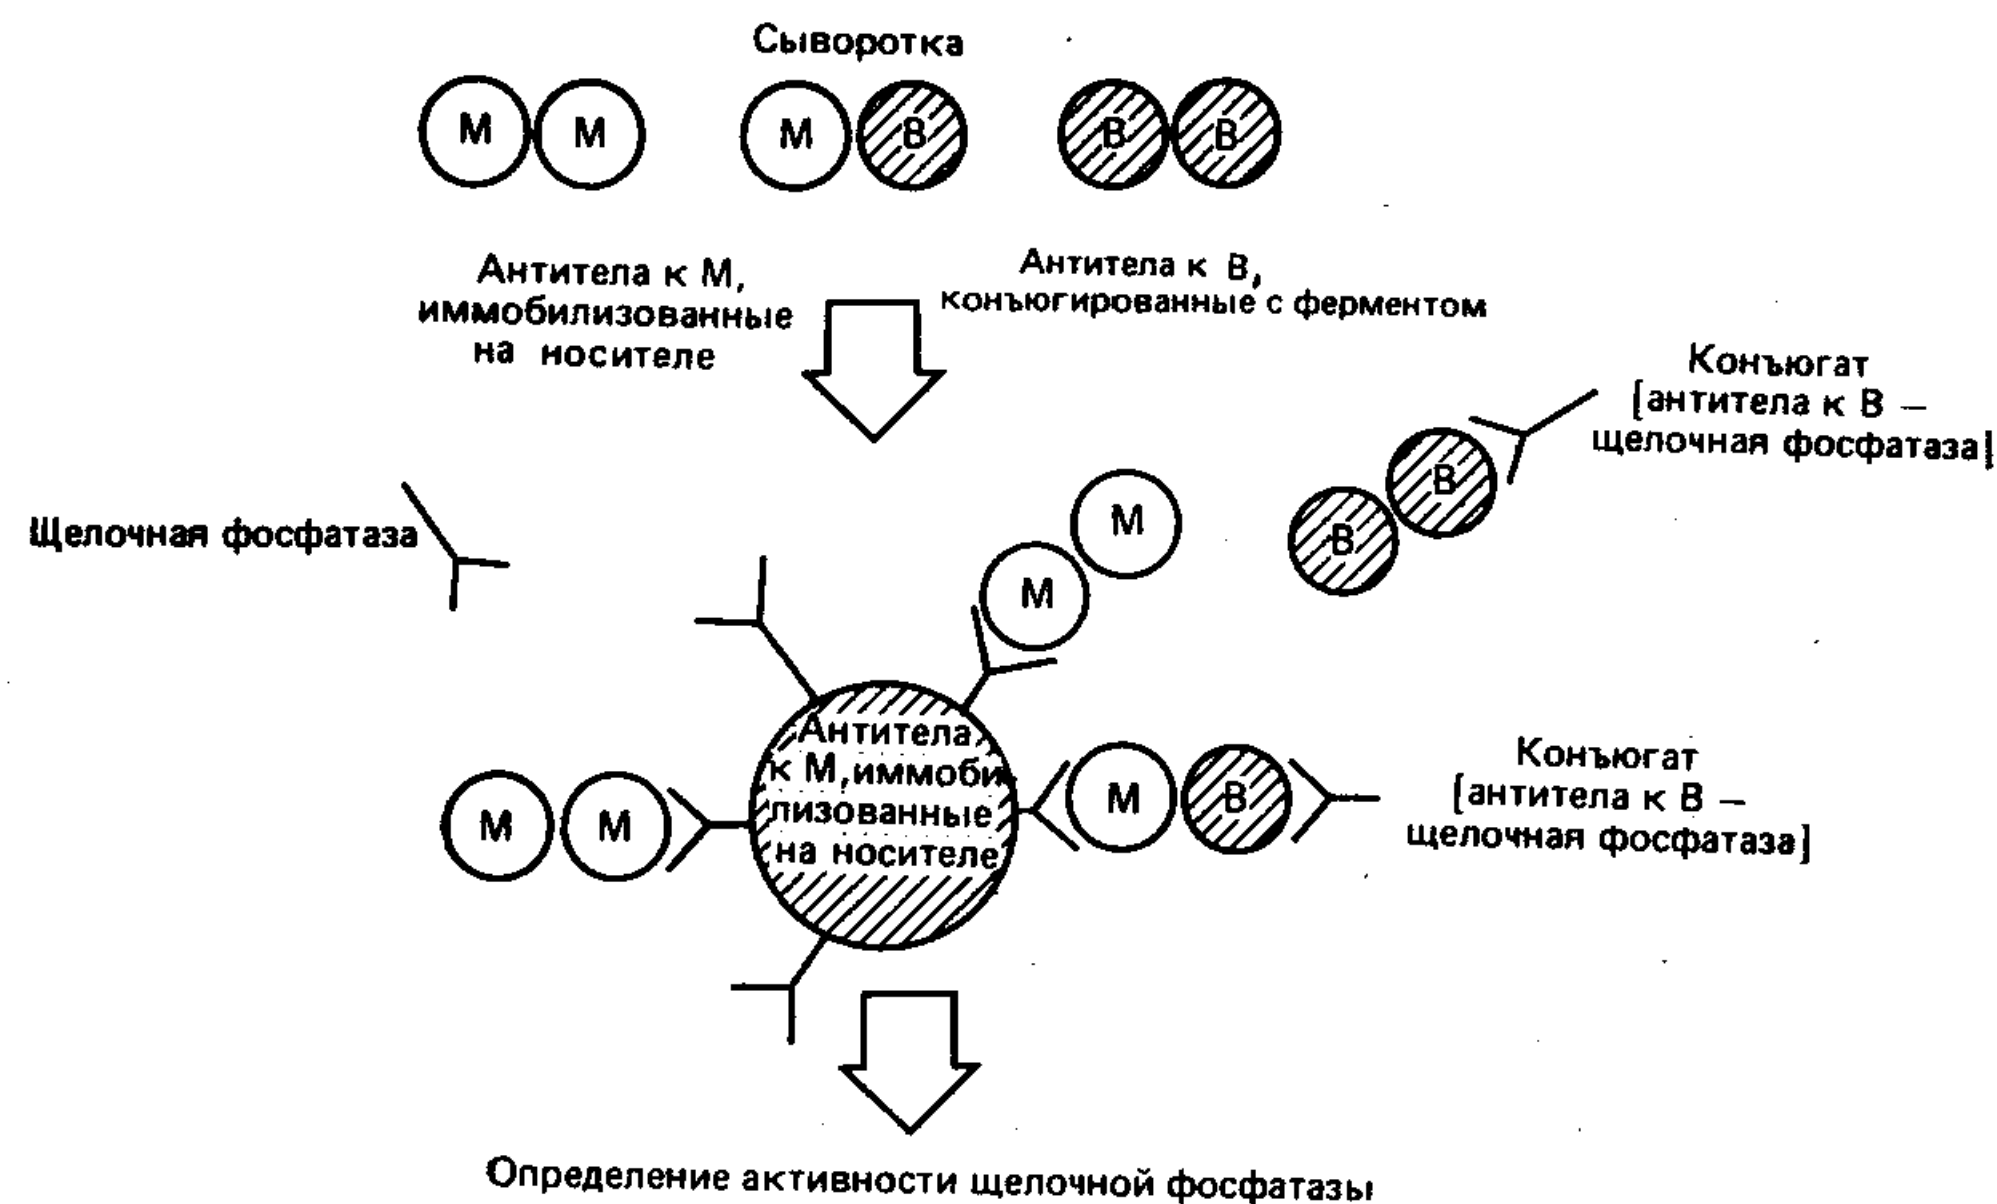 Сыворотка
М М М В В В
Антитела к М,
иммобилизованные
на носителе
Антитела к В,
конъюгированные с ферментом
Конъюгат
[антитела к В —
щелочная фосфатаза]
Щелочная фосфатаза
М
М
В
В
Антитела
к М, иммоби
лизованные
на носителе
М М
М В
Конъюгат
[антитела к В —
щелочная фосфатаза]
Определение активности щелочной фосфатазы